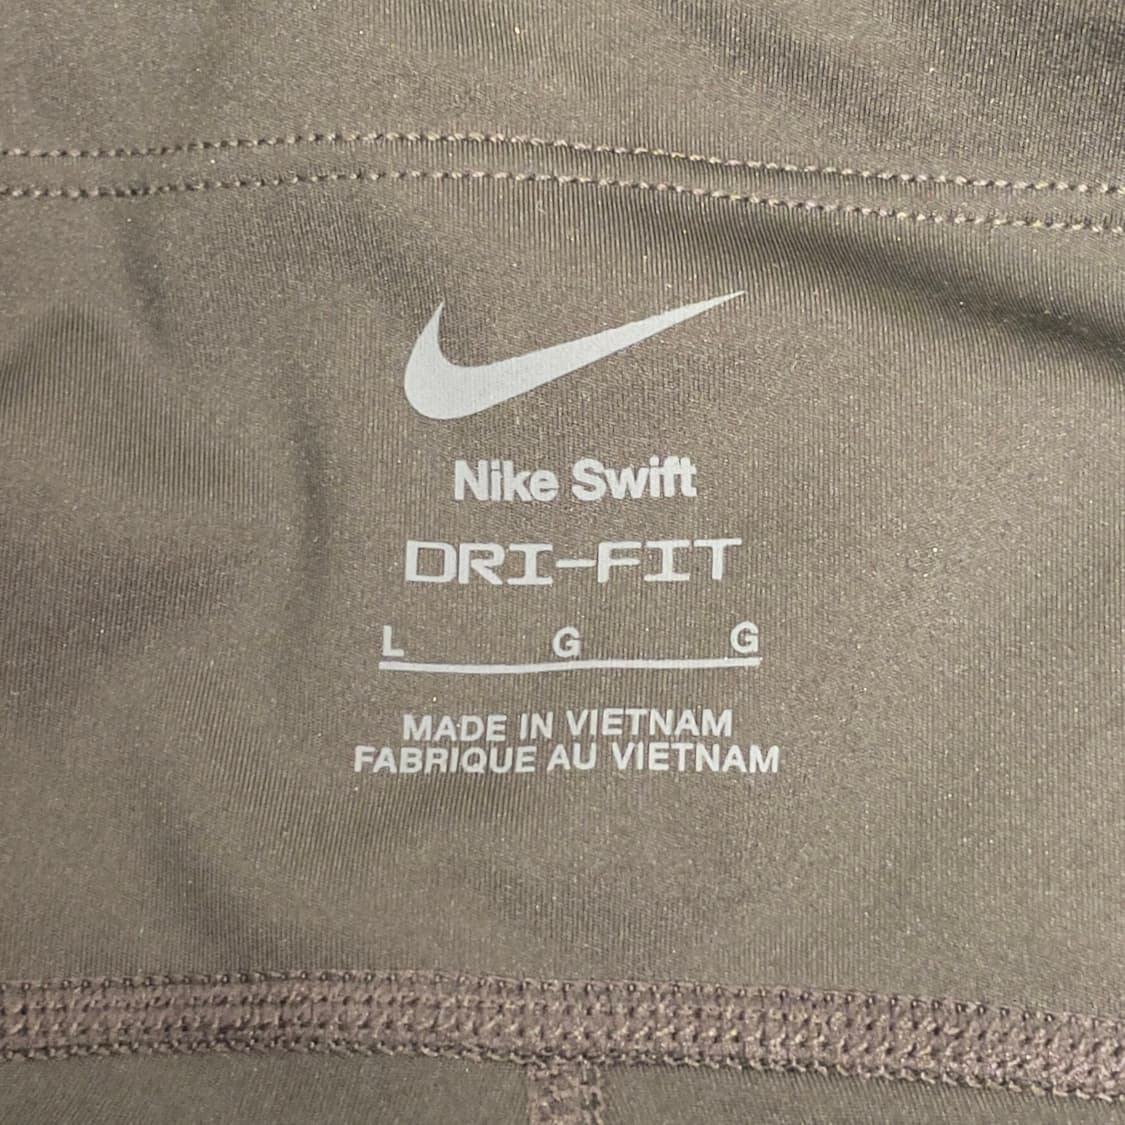 Nike Swift
DRI-FIT
L G G
MADE IN VIETNAM
FABRIQUE AU VIETNAM